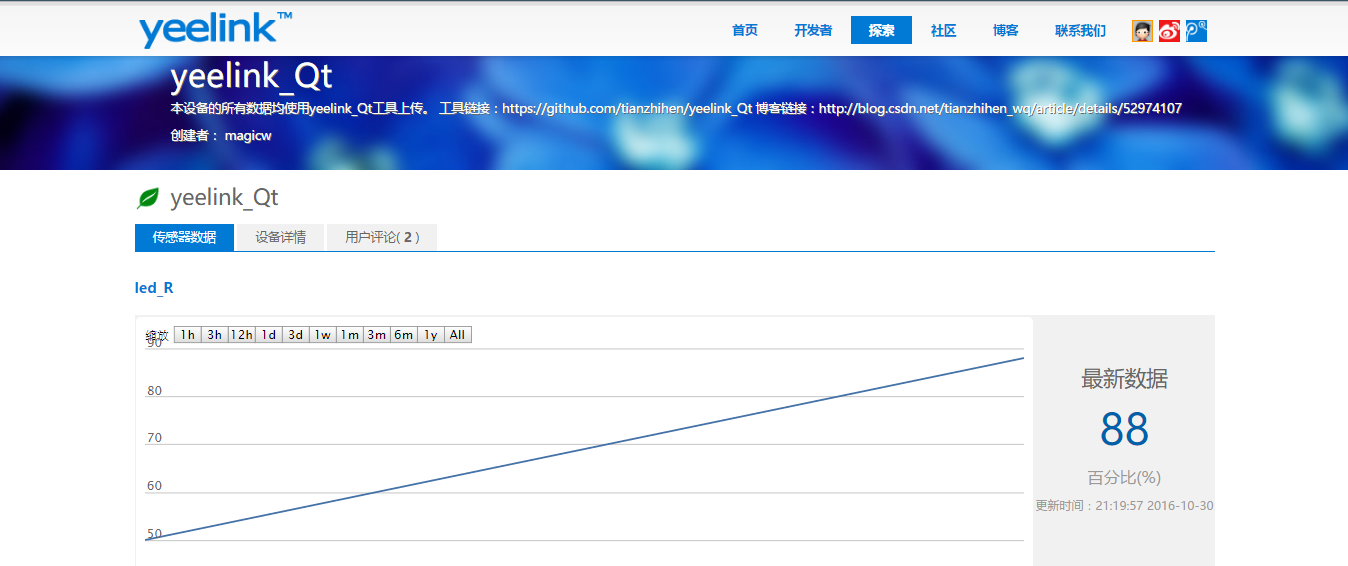 yeelink™
首页 开发者 探索 社区 博客 联系我们
yeelink_Qt
本设备的所有数据均使用yeelink_Qt工具上传。 工具链接：https://github.com/tianzhihen/yeelink_Qt 博客链接：http://blog.csdn.net/tianzhihen_wq/article/details/52974107
创建者： magicw
yeelink_Qt
传感器数据 设备详情 用户评论( 2 )
led_R
缩放 1h 3h 12h 1d 3d 1w 1m 3m 6m 1y All
90
80
70
60
50
最新数据
88
百分比(%)
更新时间：21:19:57 2016-10-30